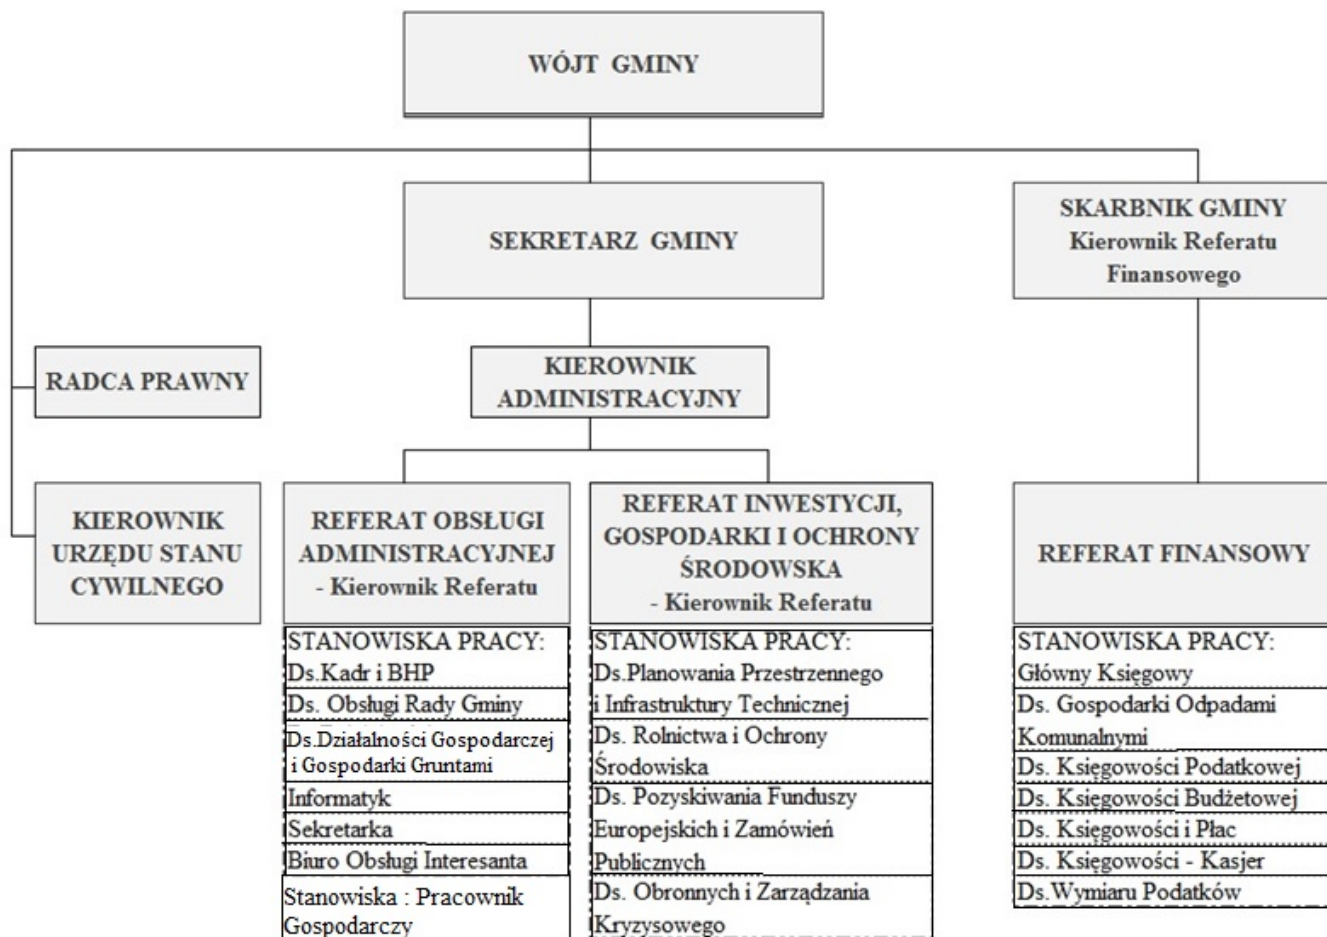 WÓJT GMINY
SEKRETARZ GMINY
SKARBNIK GMINY
Kierownik Referatu
Finansowego
RADCA PRAWNY
KIEROWNIK
ADMINISTRACYJNY
KIEROWNIK
URZĘDU STANU
CYWILNEGO
REFERAT OBSŁUGI
ADMINISTRACYJNEJ
- Kierownik Referatu
STANOWISKA PRACY:
Ds.Kadr i BHP
Ds. Obsługi Rady Gminy
Ds.Działalności Gospodarczej
i Gospodarki Gruntami
Informatyk
Sekretarka
Biuro Obsługi Interesanta
Stanowiska : Pracownik
Gospodarczy
REFERAT INWESTYCJI,
GOSPODARKI I OCHRONY
ŚRODOWSKA
- Kierownik Referatu
STANOWISKA PRACY:
Ds.Planowania Przestrzennego
i Infrastruktury Technicznej
Ds. Rolnictwa i Ochrony
Środowiska
Ds. Pozyskiwania Funduszy
Europejskich i Zamówień
Publicznych
Ds. Obronnych i Zarządzania
Kryzysowego
REFERAT FINANSOWY
STANOWISKA PRACY:
Główny Księgowy
Ds. Gospodarki Odpadami
Komunalnymi
Ds. Księgowości Podatkowej
Ds. Księgowości Budżetowej
Ds. Księgowości i Płac
Ds. Księgowości - Kasjer
Ds.Wymiaru Podatków